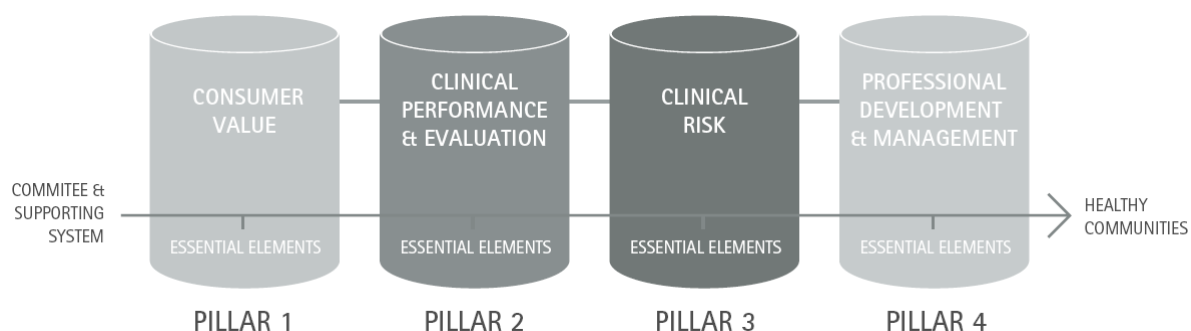 CONSUMER
VALUE
CLINICAL
PERFORMANCE
& EVALUATION
CLINICAL
RISK
PROFESSIONAL
DEVELOPMENT
& MANAGEMENT
COMMITEE &
SUPPORTING
SYSTEM
HEALTHY
COMMUNITIES
ESSENTIAL ELEMENTS
ESSENTIAL ELEMENTS
ESSENTIAL ELEMENTS
ESSENTIAL ELEMENTS
PILLAR 1
PILLAR 2
PILLAR 3
PILLAR 4